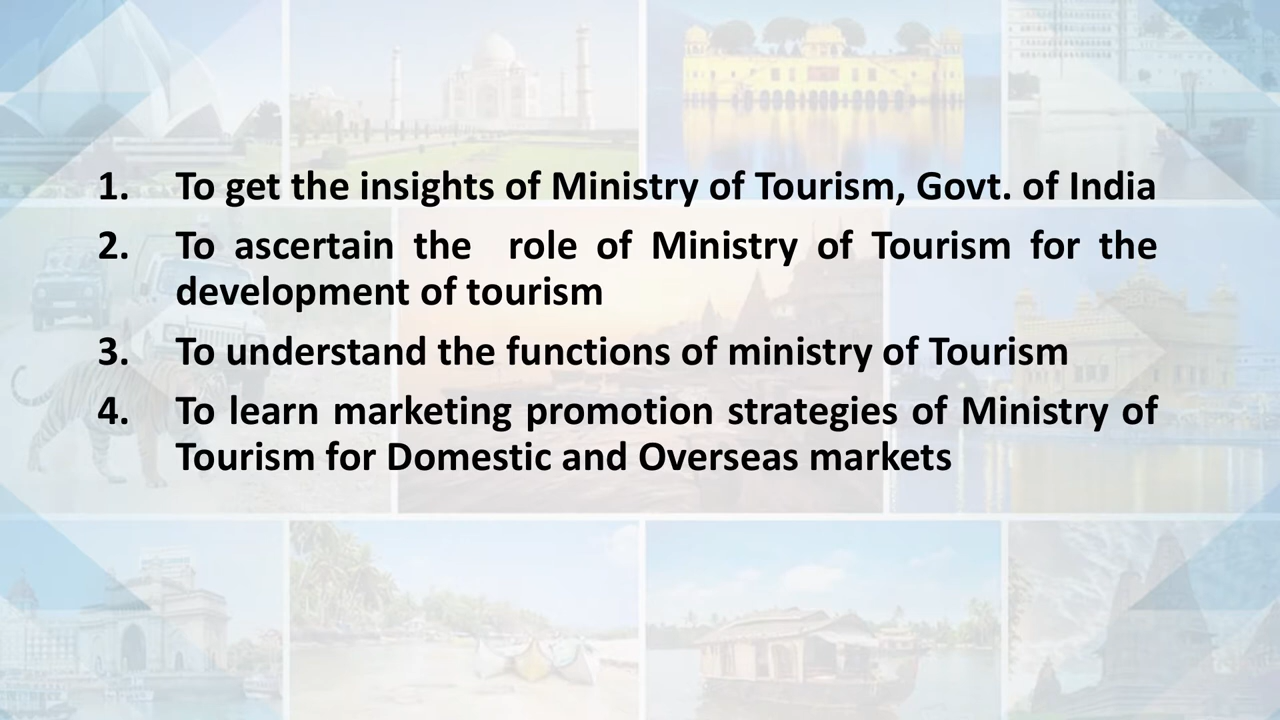 1. To get the insights of Ministry of Tourism, Govt. of India
2. To ascertain the role of Ministry of Tourism for the
development of tourism
3. To understand the functions of ministry of Tourism
4. To learn marketing promotion strategies of Ministry of
Tourism for Domestic and Overseas markets